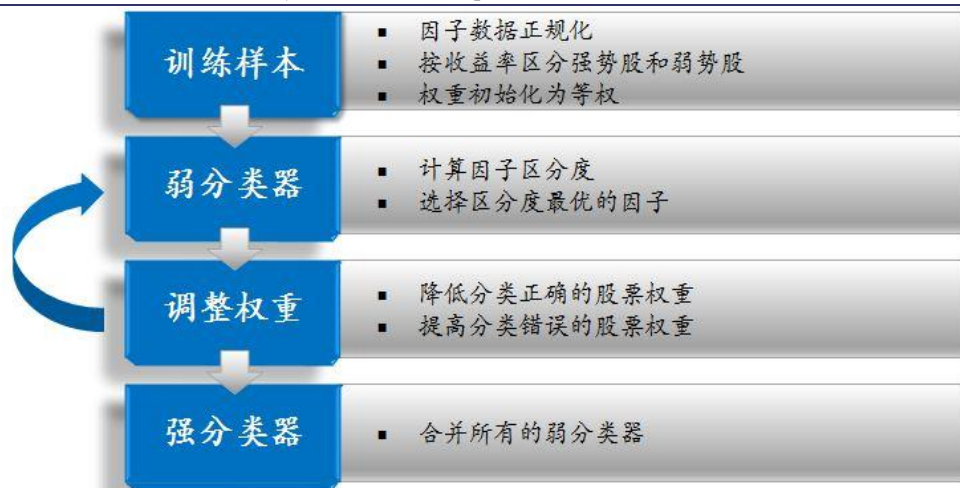 训练样本
▪ 因子数据正规化
▪ 按收益率区分强势股和弱势股
▪ 权重初始化为等权
弱分类器
▪ 计算因子区分度
▪ 选择区分度最优的因子
调整权重
▪ 降低分类正确的股票权重
▪ 提高分类错误的股票权重
强分类器
▪ 合并所有的弱分类器